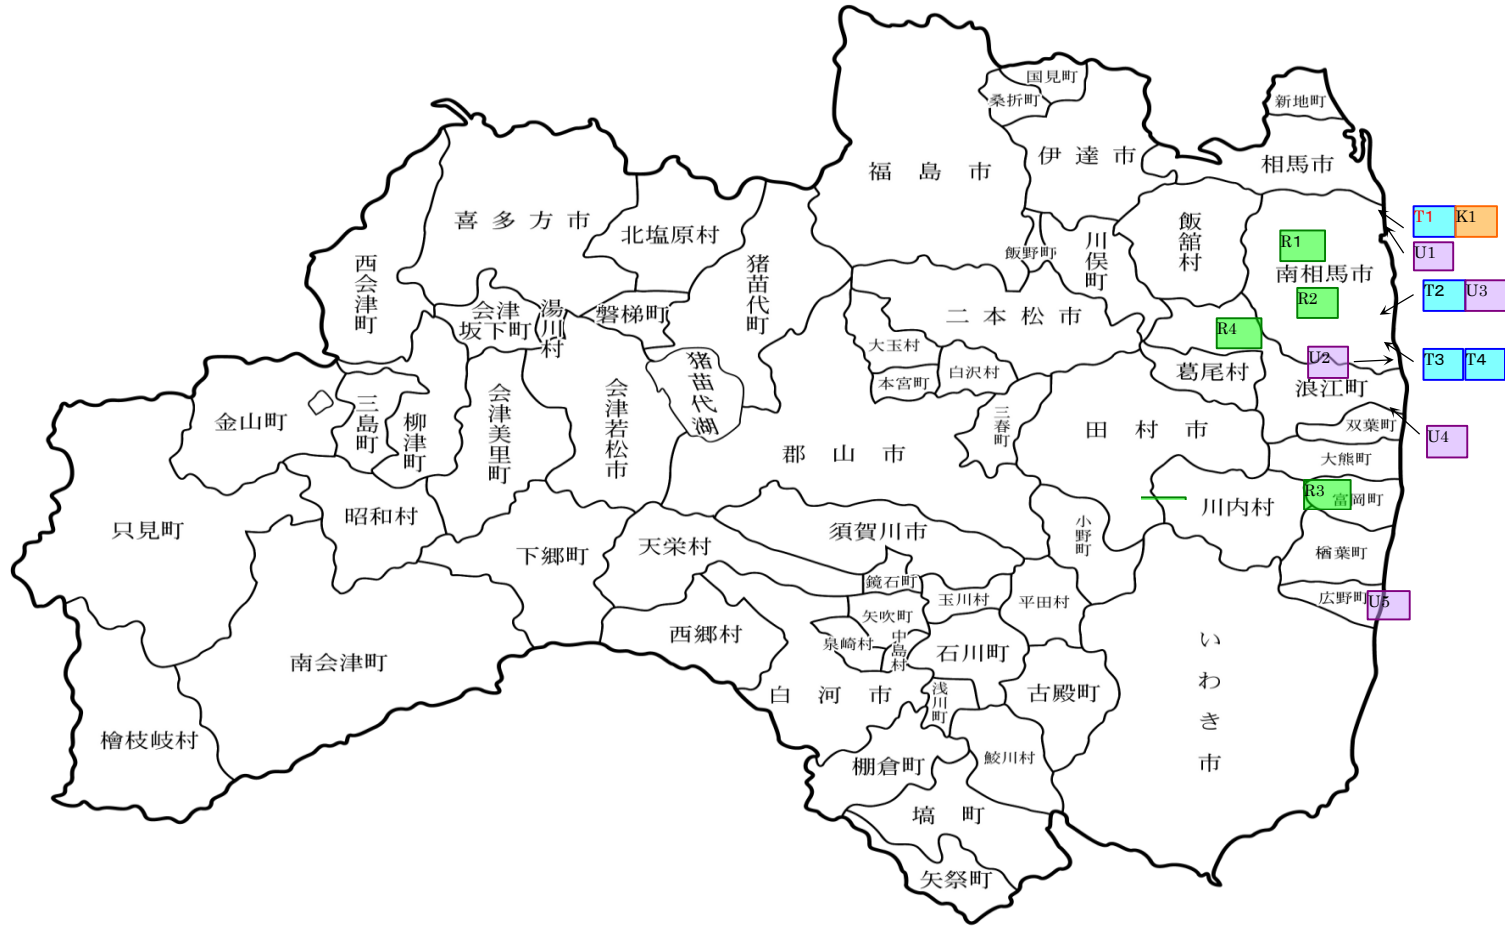 国見町
桑折町
新地町
伊達市
相馬市
福島市
喜多方市
北塩原村
飯舘村
T1 K1
R1
U1
飯野町
川俣町
西会津町
猪苗代町
南相馬市
T2 U3
R2
会津坂下町
湯川村
磐梯町
二本松市
R4
大玉村
U2
T3 T4
猪苗代湖
本宮町
白沢村
葛尾村
浪江町
金山町
三島町
柳津町
会津美里町
会津若松市
三春町
田村市
双葉町
U4
郡山市
大熊町
R3
富岡町
只見町
昭和村
川内村
須賀川市
小野町
下郷町
天栄村
楢葉町
鏡石町
玉川村
平田村
広野町
U5
矢吹町
西郷村
泉崎村
中島村
石川町
いわき市
南会津町
白河市
浅川町
古殿町
檜枝岐村
棚倉町
鮫川村
塙町
矢祭町